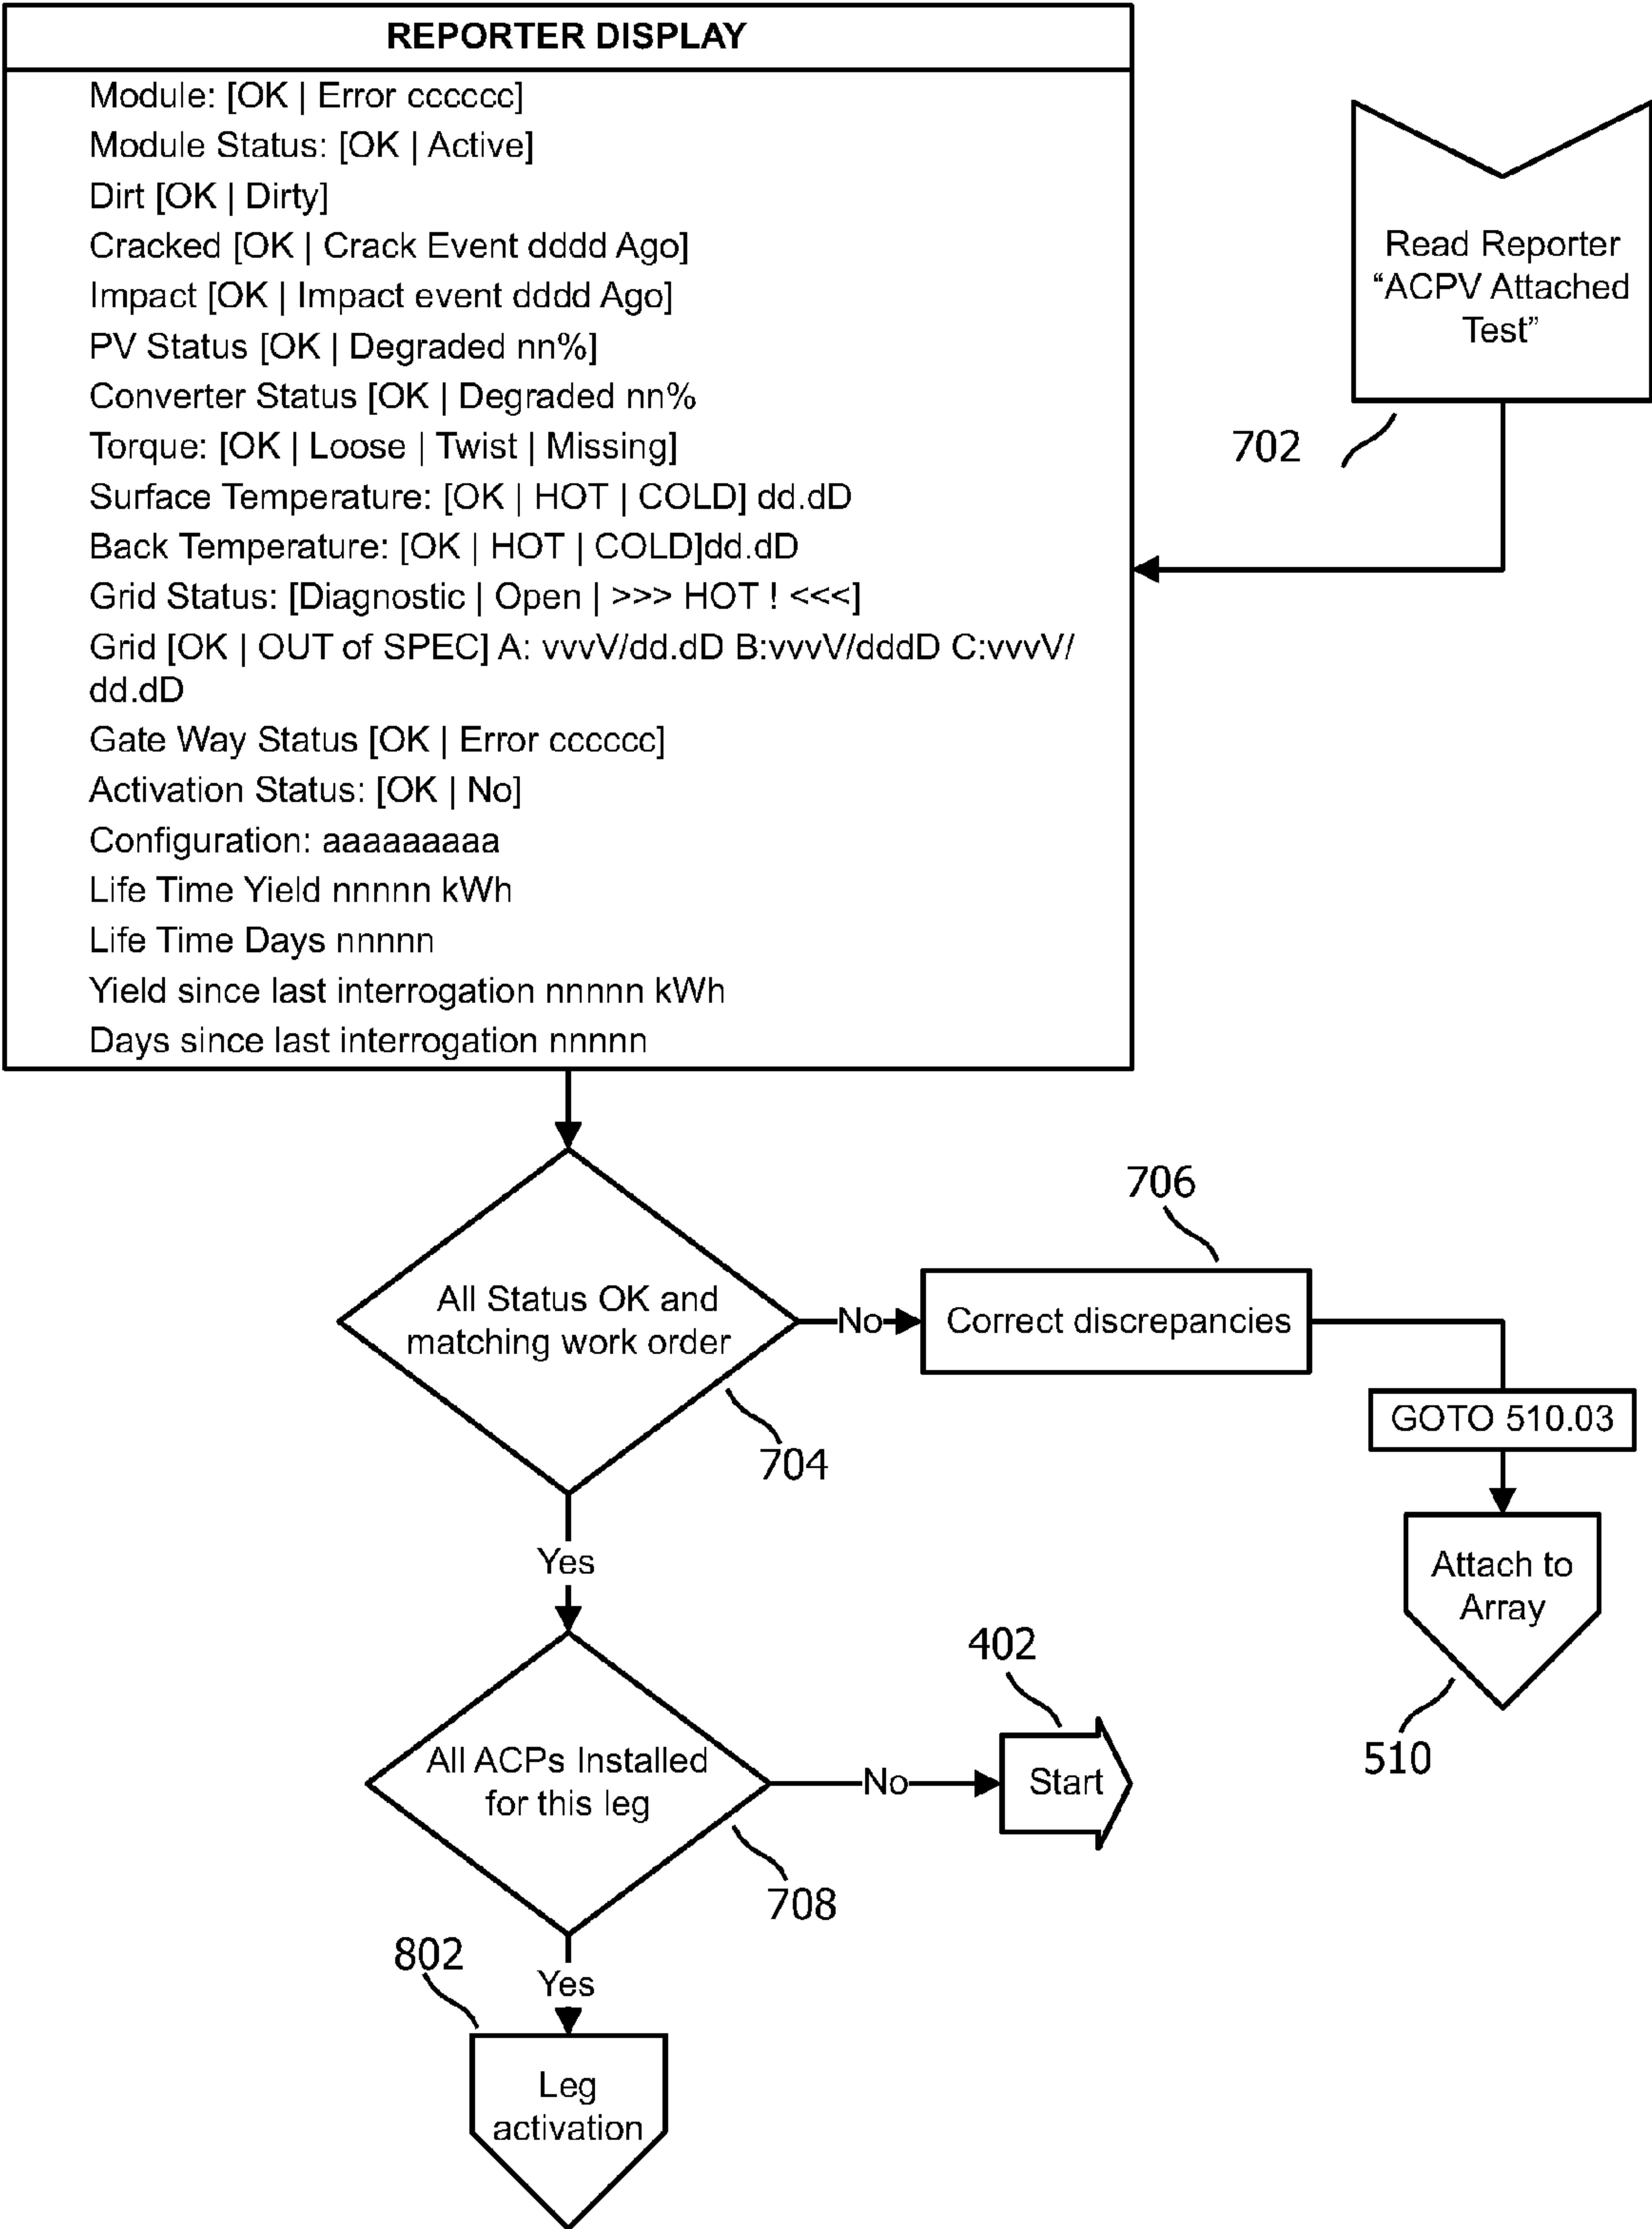 REPORTER DISPLAY
Module: [OK | Error cccccc]
Module Status: [OK | Active]
Dirt [OK | Dirty]
Cracked [OK | Crack Event dddd Ago]
Impact [OK | Impact event dddd Ago]
PV Status [OK | Degraded nn%]
Converter Status [OK | Degraded nn%
Torque: [OK | Loose | Twist | Missing]
Surface Temperature: [OK | HOT | COLD] dd.dD
Back Temperature: [OK | HOT | COLD]dd.dD
Grid Status: [Diagnostic | Open | >>> HOT ! <<<]
Grid [OK | OUT of SPEC] A: vvvV/dd.dD B:vvvV/dddD C:vvvV/
dd.dD
Gate Way Status [OK | Error cccccc]
Activation Status: [OK | No]
Configuration: aaaaaaaaa
Life Time Yield nnnnn kWh
Life Time Days nnnnn
Yield since last interrogation nnnnn kWh
Days since last interrogation nnnnn
Read Reporter
“ACPV Attached
Test”
702
All Status OK and
matching work order
704
No
706
Correct discrepancies
GOTO 510.03
Attach to
Array
510
Yes
All ACPs Installed
for this leg
708
No
402
Start
Yes
802
Leg
activation